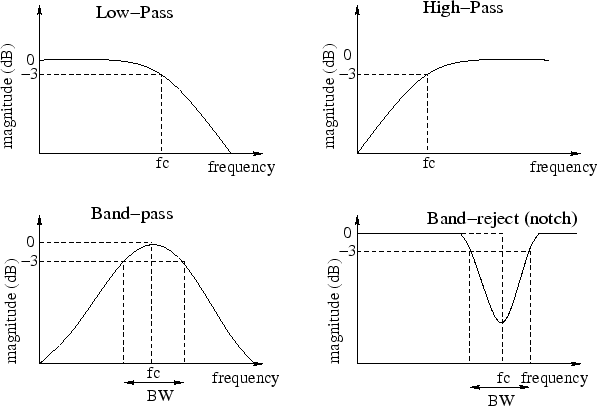 Low−Pass
0
−3
magnitude (dB)
fc
frequency
High−Pass
0
−3
magnitude (dB)
fc
frequency
Band−pass
0
−3
magnitude (dB)
fc
frequency
BW
Band−reject (notch)
0
−3
magnitude (dB)
fc
frequency
BW